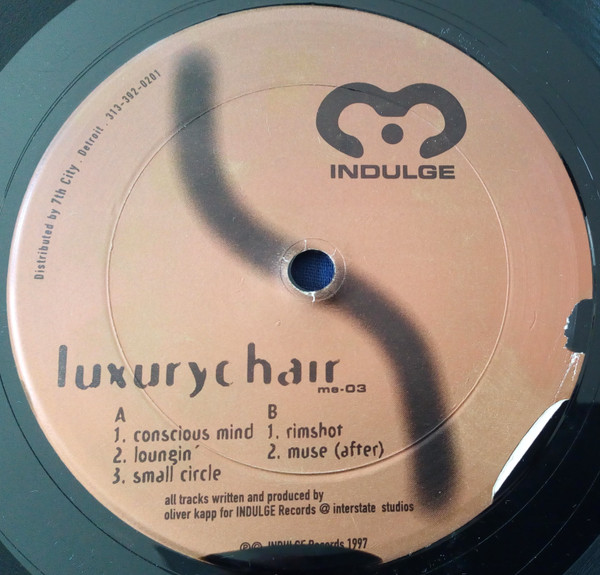 Distributed by 7th City . Detroit . 313-392-0201
INDULGE
luxurychair
me-03
A
1. conscious mind
2. loungin´
3. small circle
B
1. rimshot
2. muse (after)
all tracks written and produced by
oliver kapp for INDULGE Records @ interstate studios
℗© INDULGE Records 1997